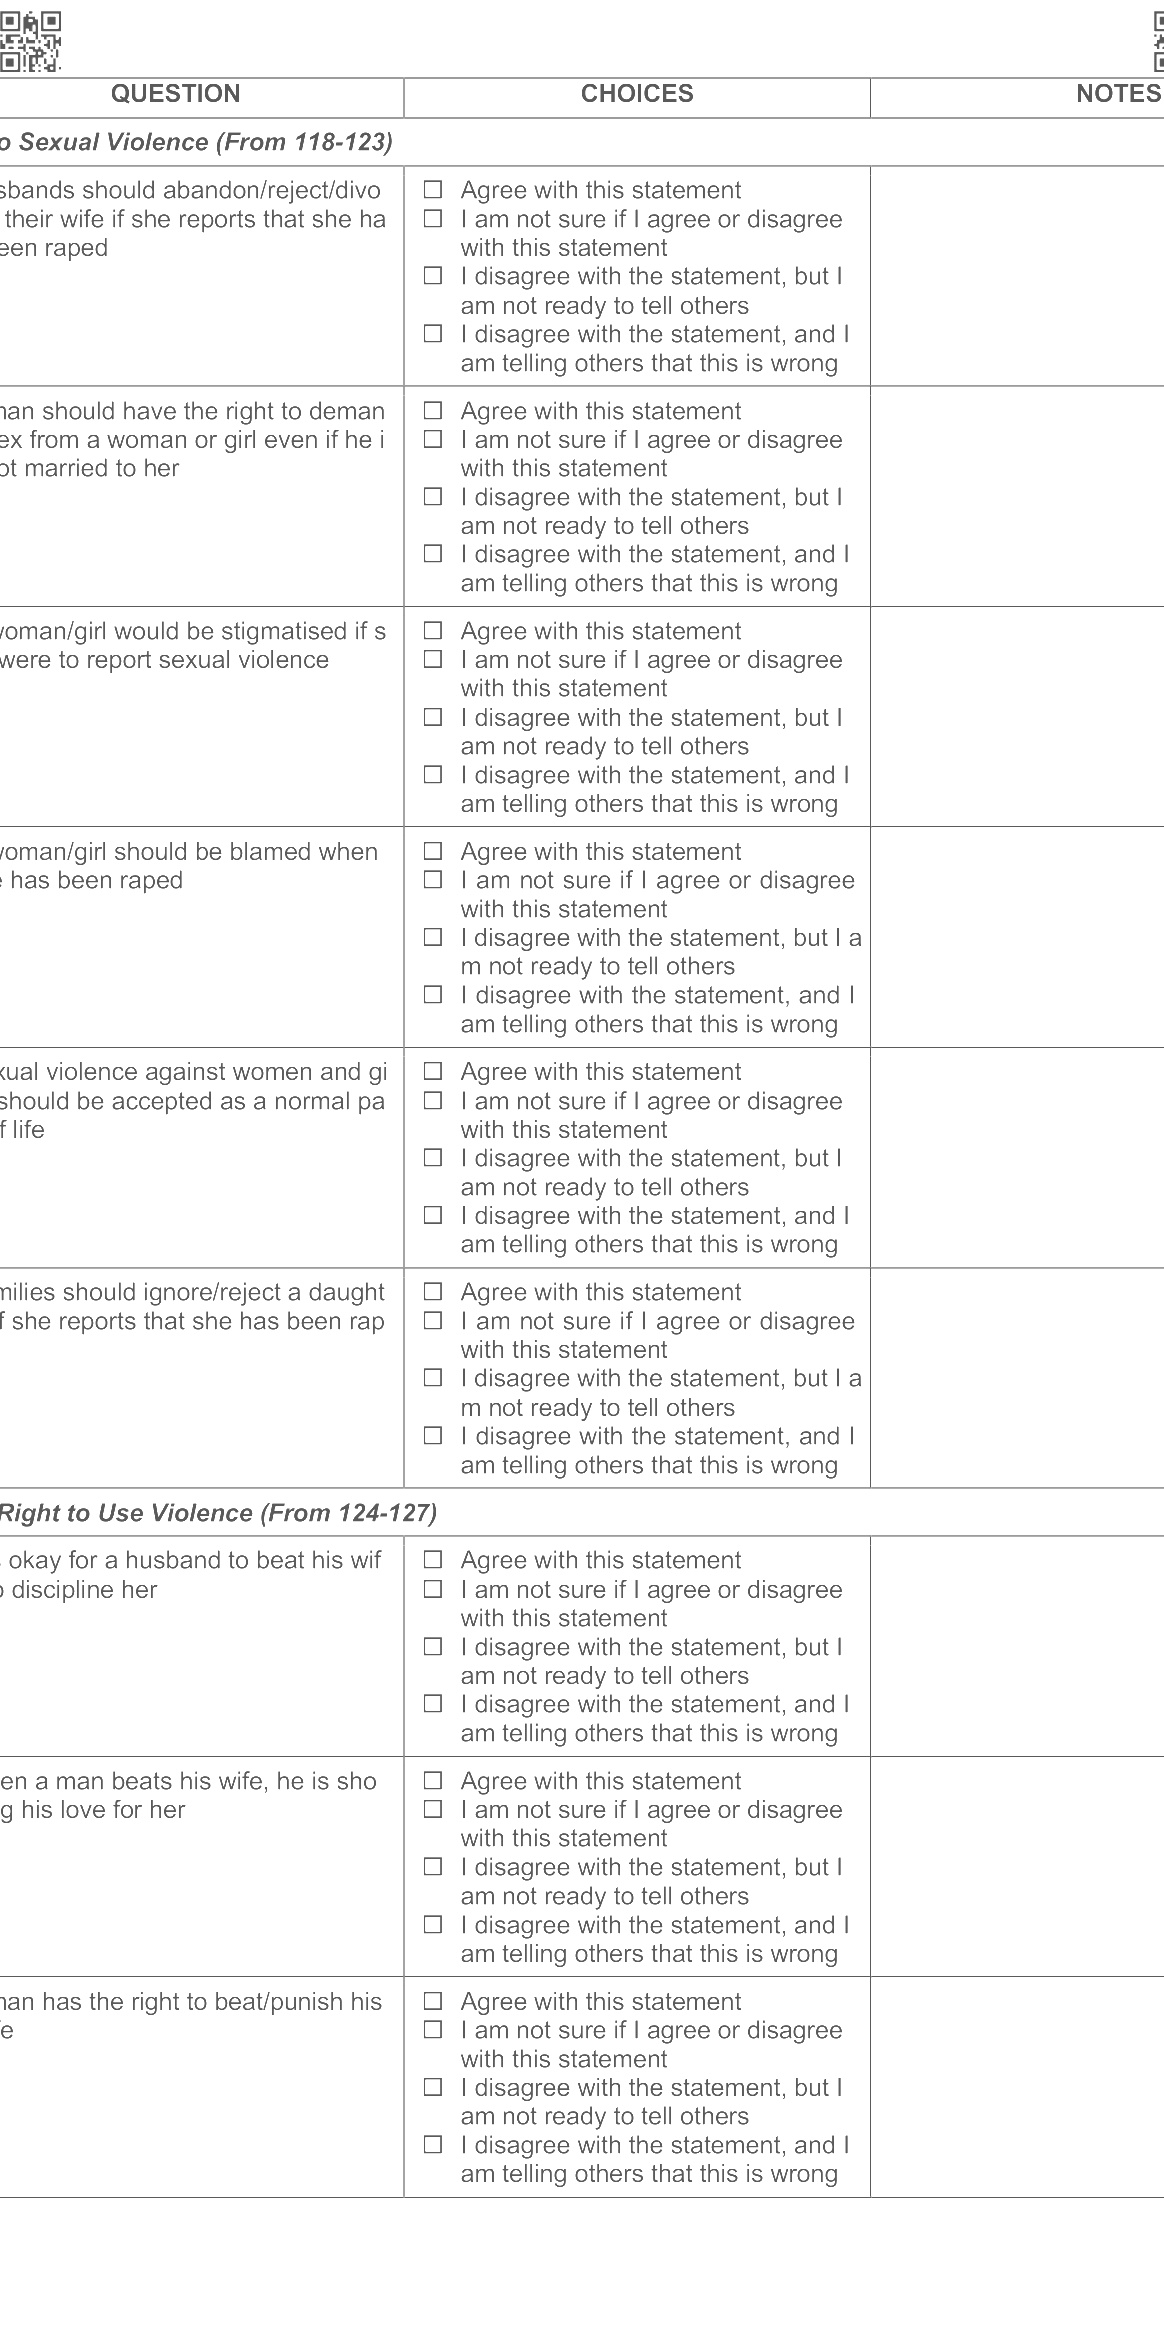 QUESTION CHOICES NOTES
o Sexual Violence (From 118-123)
sbands should abandon/reject/divo
their wife if she reports that she ha
een raped
☐ Agree with this statement
☐ I am not sure if I agree or disagree
with this statement
☐ I disagree with the statement, but I
am not ready to tell others
☐ I disagree with the statement, and I
am telling others that this is wrong
nan should have the right to deman
ex from a woman or girl even if he i
ot married to her
☐ Agree with this statement
☐ I am not sure if I agree or disagree
with this statement
☐ I disagree with the statement, but I
am not ready to tell others
☐ I disagree with the statement, and I
am telling others that this is wrong
woman/girl would be stigmatised if s
were to report sexual violence
☐ Agree with this statement
☐ I am not sure if I agree or disagree
with this statement
☐ I disagree with the statement, but I
am not ready to tell others
☐ I disagree with the statement, and I
am telling others that this is wrong
woman/girl should be blamed when
e has been raped
☐ Agree with this statement
☐ I am not sure if I agree or disagree
with this statement
☐ I disagree with the statement, but I a
m not ready to tell others
☐ I disagree with the statement, and I
am telling others that this is wrong
xual violence against women and gi
should be accepted as a normal pa
f life
☐ Agree with this statement
☐ I am not sure if I agree or disagree
with this statement
☐ I disagree with the statement, but I
am not ready to tell others
☐ I disagree with the statement, and I
am telling others that this is wrong
milies should ignore/reject a daught
f she reports that she has been rap
☐ Agree with this statement
☐ I am not sure if I agree or disagree
with this statement
☐ I disagree with the statement, but I a
m not ready to tell others
☐ I disagree with the statement, and I
am telling others that this is wrong
Right to Use Violence (From 124-127)
s okay for a husband to beat his wif
o discipline her
☐ Agree with this statement
☐ I am not sure if I agree or disagree
with this statement
☐ I disagree with the statement, but I
am not ready to tell others
☐ I disagree with the statement, and I
am telling others that this is wrong
en a man beats his wife, he is sho
g his love for her
☐ Agree with this statement
☐ I am not sure if I agree or disagree
with this statement
☐ I disagree with the statement, but I
am not ready to tell others
☐ I disagree with the statement, and I
am telling others that this is wrong
nan has the right to beat/punish his
fe
☐ Agree with this statement
☐ I am not sure if I agree or disagree
with this statement
☐ I disagree with the statement, but I
am not ready to tell others
☐ I disagree with the statement, and I
am telling others that this is wrong